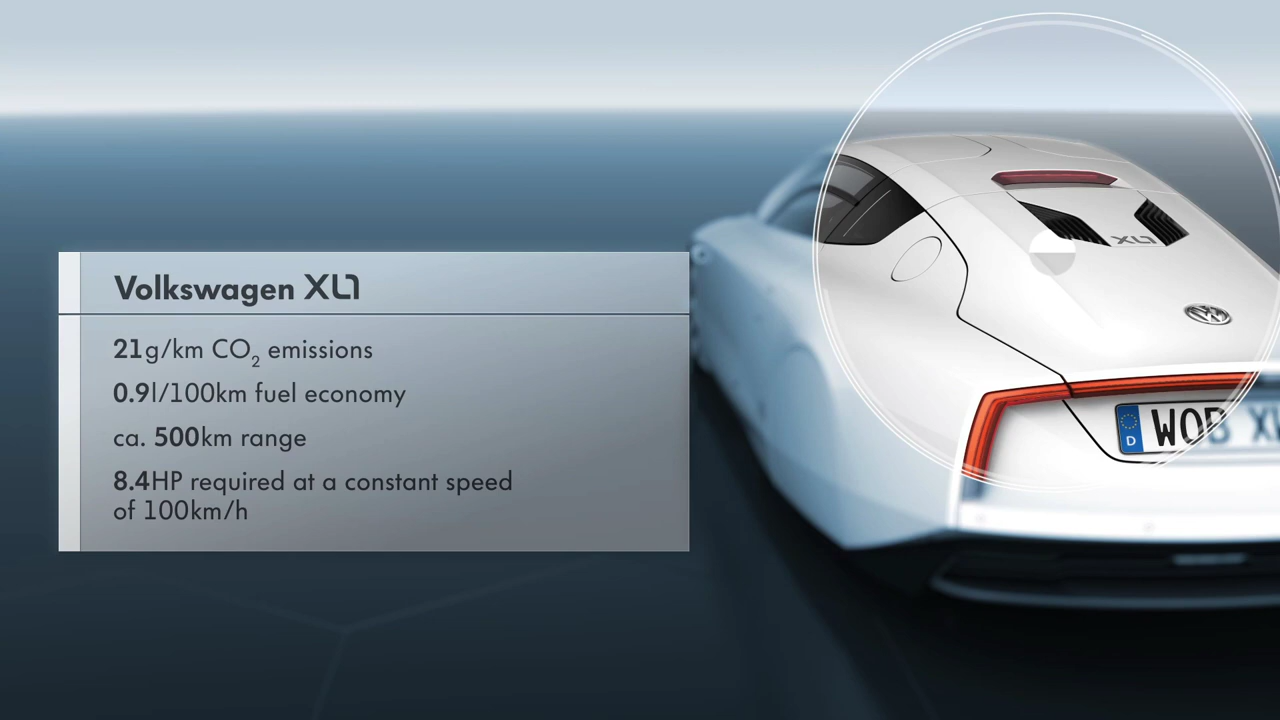 Volkswagen XL1
21g/km CO₂ emissions
0.9l/100km fuel economy
ca. 500km range
8.4HP required at a constant speed
of 100km/h
XL1
D WOB